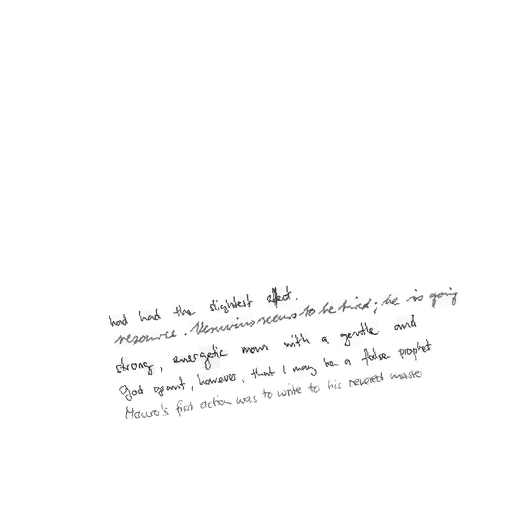 had had the slightest effect.
resource. Vesuvius seems to be tired; he is going
strong, energetic man with a gentle and
God grant, however, that I may be a false prophet
Mauro's first action was to write to his revered master